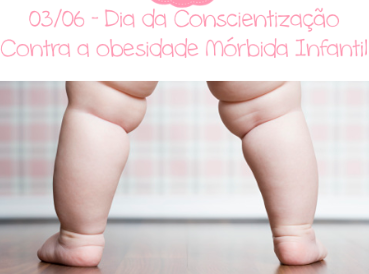 03/06 - Dia da Conscientização
Contra a obesidade Mórbida Infantil